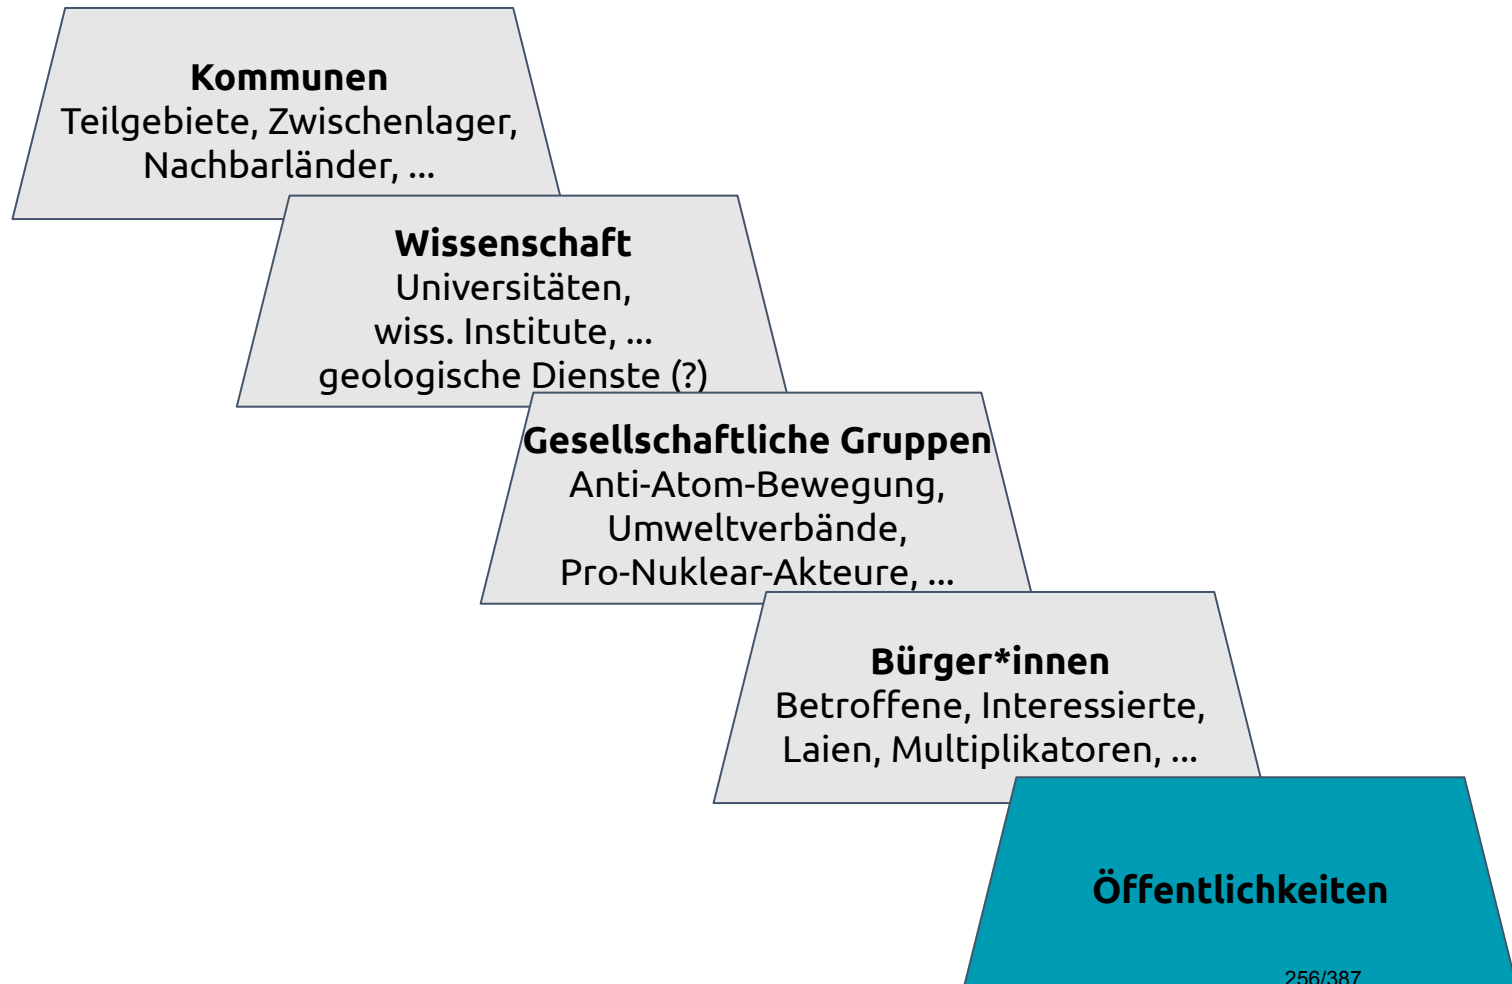 Kommunen
Teilgebiete, Zwischenlager,
Nachbarländer, ...
Wissenschaft
Universitäten,
wiss. Institute, ...
geologische Dienste (?)
Gesellschaftliche Gruppen
Anti-Atom-Bewegung,
Umweltverbände,
Pro-Nuklear-Akteure, ...
Bürger*innen
Betroffene, Interessierte,
Laien, Multiplikatoren, ...
Öffentlichkeiten
256/387